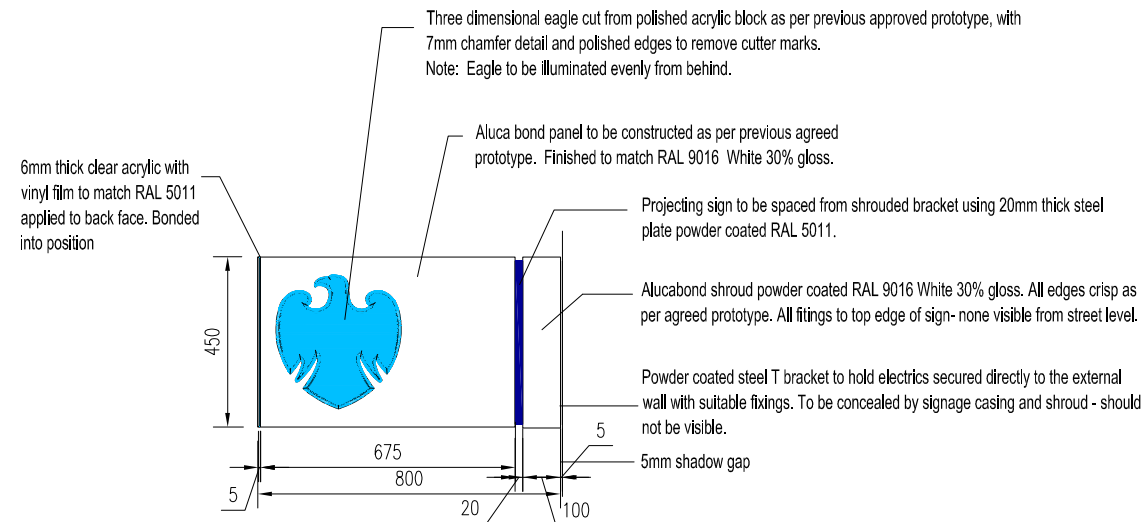 Three dimensional eagle cut from polished acrylic block as per previous approved prototype, with
7mm chamfer detail and polished edges to remove cutter marks.
Note: Eagle to be illuminated evenly from behind.
Aluca bond panel to be constructed as per previous agreed
prototype. Finished to match RAL 9016 White 30% gloss.
6mm thick clear acrylic with
vinyl film to match RAL 5011
applied to back face. Bonded
into position
Projecting sign to be spaced from shrouded bracket using 20mm thick steel
plate powder coated RAL 5011.
Alucabond shroud powder coated RAL 9016 White 30% gloss. All edges crisp as
per agreed prototype. All fitings to top edge of sign- none visible from street level.
Powder coated steel T bracket to hold electrics secured directly to the external
wall with suitable fixings. To be concealed by signage casing and shroud - should
not be visible.
5mm shadow gap
450
675
800
5
20
100
5